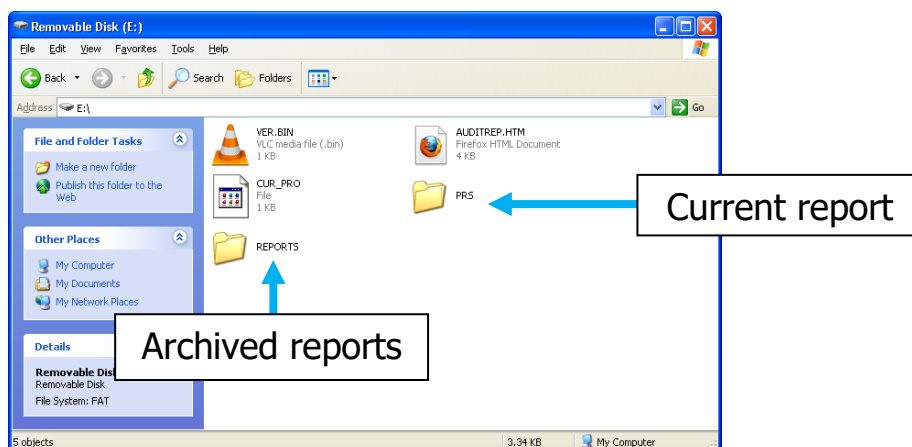 Removable Disk (E:)
File Edit View Favorites Tools Help
Back Search Folders
Address E:\ Go
File and Folder Tasks
Make a new folder
Publish this folder to the
Web
Other Places
My Computer
My Documents
My Network Places
Details
Removable Dis
Removable Disk
File System: FAT
VER.BIN
VLC media file (.bin)
1 KB
AUDITREP.HTM
Firefox HTML Document
4 KB
CUR_PRO
File
1 KB
PRS
REPORTS
Current report
Archived reports
5 objects 3.34 KB My Computer